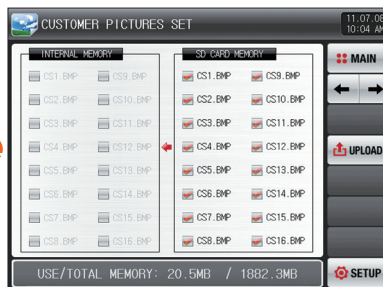 CUSTOMER PICTURES SET
11.07.08
10:04 AM
INTERNAL MEMORY
SD CARD MEMORY
MAIN
CS1.BMP CS9.BMP CS1.BMP CS9.BMP
CS2.BMP CS10.BMP CS2.BMP CS10.BMP
CS3.BMP CS11.BMP CS3.BMP CS11.BMP
CS4.BMP CS12.BMP CS4.BMP CS12.BMP
UPLOAD
CS5.BMP CS13.BMP CS5.BMP CS13.BMP
CS6.BMP CS14.BMP CS6.BMP CS14.BMP
CS7.BMP CS15.BMP CS7.BMP CS15.BMP
CS8.BMP CS16.BMP CS8.BMP CS16.BMP
USE/TOTAL MEMORY: 20.5MB / 1882.3MB
SETUP